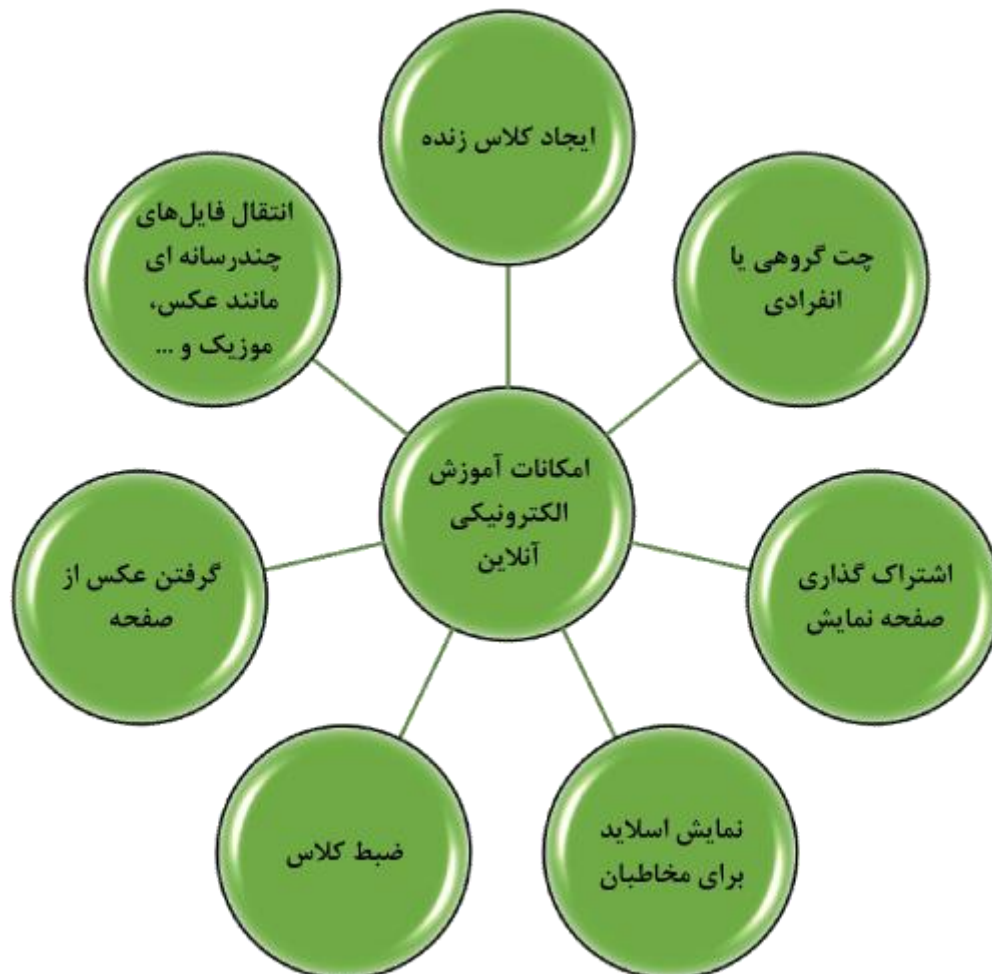 ایجاد کلاس زنده
چت گروهی یا
انفرادی
اشتراک گذاری
صفحه نمایش
نمایش اسلاید
برای مخاطبان
ضبط کلاس
گرفتن عکس از
صفحه
انتقال فایل‌های
چندرسانه ای
مانند عکس،
موزیک و ...
امکانات آموزش
الکترونیکی
آنلاین